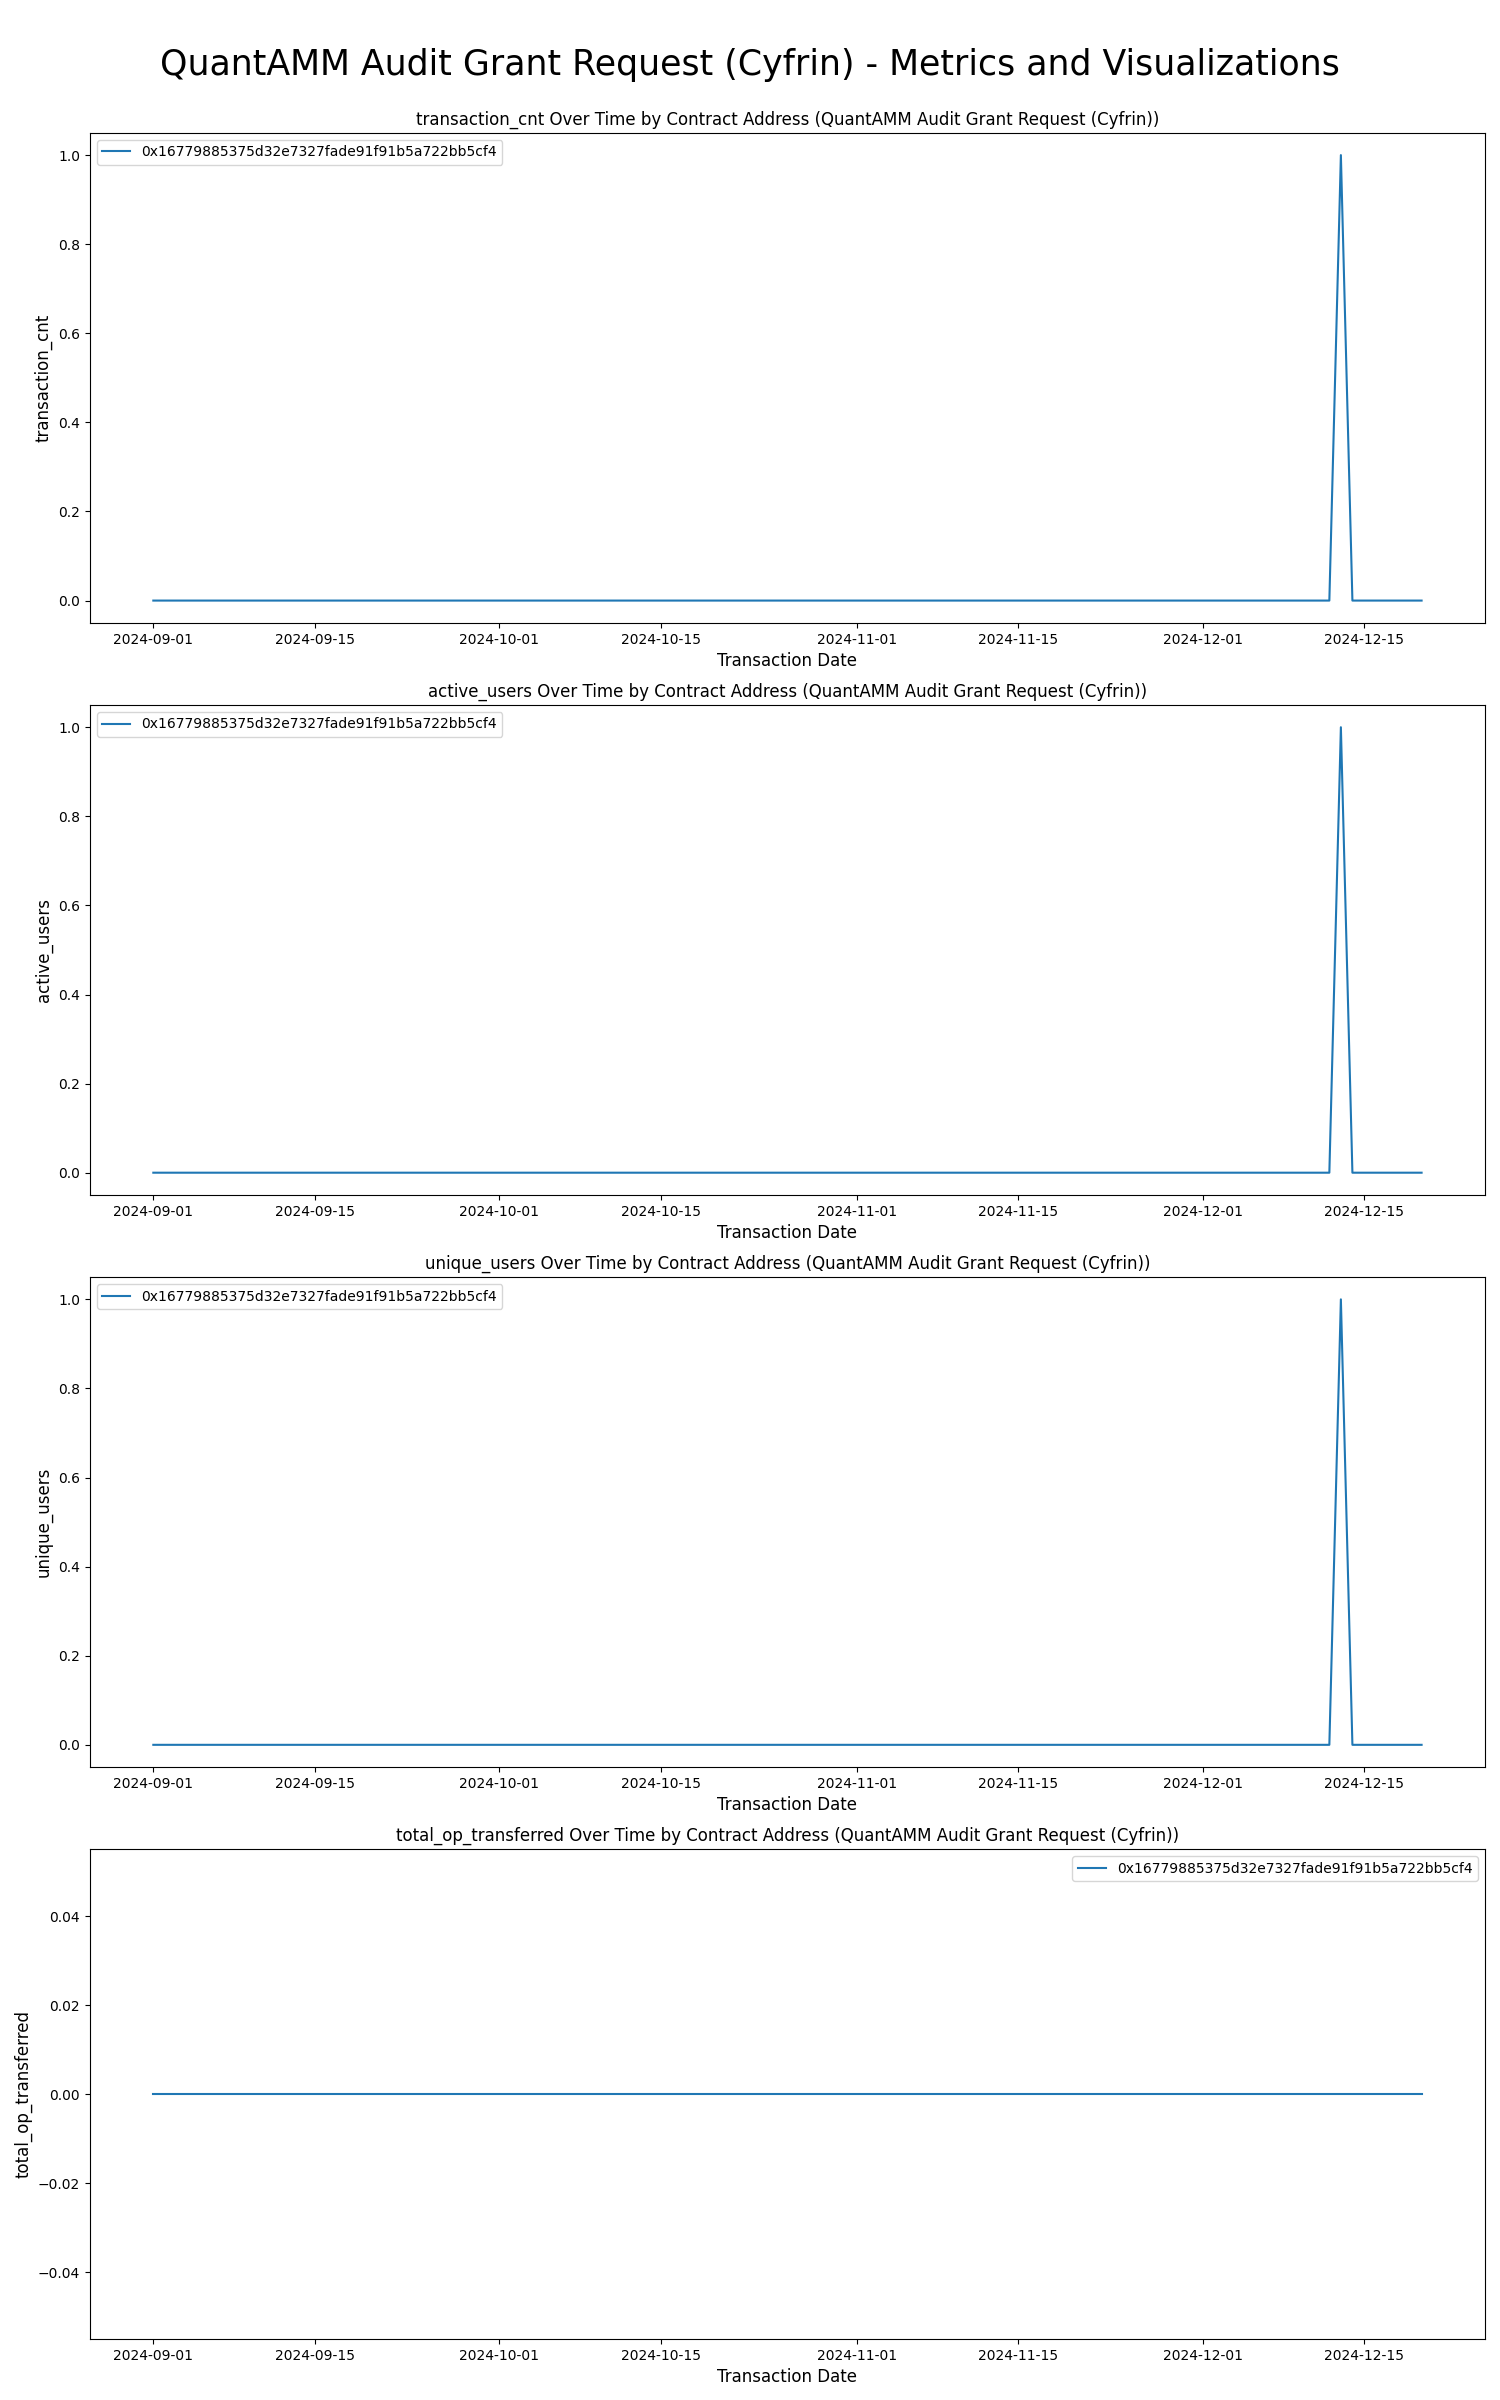 QuantAMM Audit Grant Request (Cyfrin) - Metrics and Visualizations
transaction_cnt Over Time by Contract Address (QuantAMM Audit Grant Request (Cyfrin))
0x16779885375d32e7327fade91f91b5a722bb5cf4
1.0
0.8
0.6
0.4
0.2
0.0
transaction_cnt
2024-09-01 2024-09-15 2024-10-01 2024-10-15 2024-11-01 2024-11-15 2024-12-01 2024-12-15
Transaction Date
active_users Over Time by Contract Address (QuantAMM Audit Grant Request (Cyfrin))
0x16779885375d32e7327fade91f91b5a722bb5cf4
1.0
0.8
0.6
0.4
0.2
0.0
active_users
2024-09-01 2024-09-15 2024-10-01 2024-10-15 2024-11-01 2024-11-15 2024-12-01 2024-12-15
Transaction Date
unique_users Over Time by Contract Address (QuantAMM Audit Grant Request (Cyfrin))
0x16779885375d32e7327fade91f91b5a722bb5cf4
1.0
0.8
0.6
0.4
0.2
0.0
unique_users
2024-09-01 2024-09-15 2024-10-01 2024-10-15 2024-11-01 2024-11-15 2024-12-01 2024-12-15
Transaction Date
total_op_transferred Over Time by Contract Address (QuantAMM Audit Grant Request (Cyfrin))
0x16779885375d32e7327fade91f91b5a722bb5cf4
0.04
0.02
0.00
−0.02
−0.04
total_op_transferred
2024-09-01 2024-09-15 2024-10-01 2024-10-15 2024-11-01 2024-11-15 2024-12-01 2024-12-15
Transaction Date